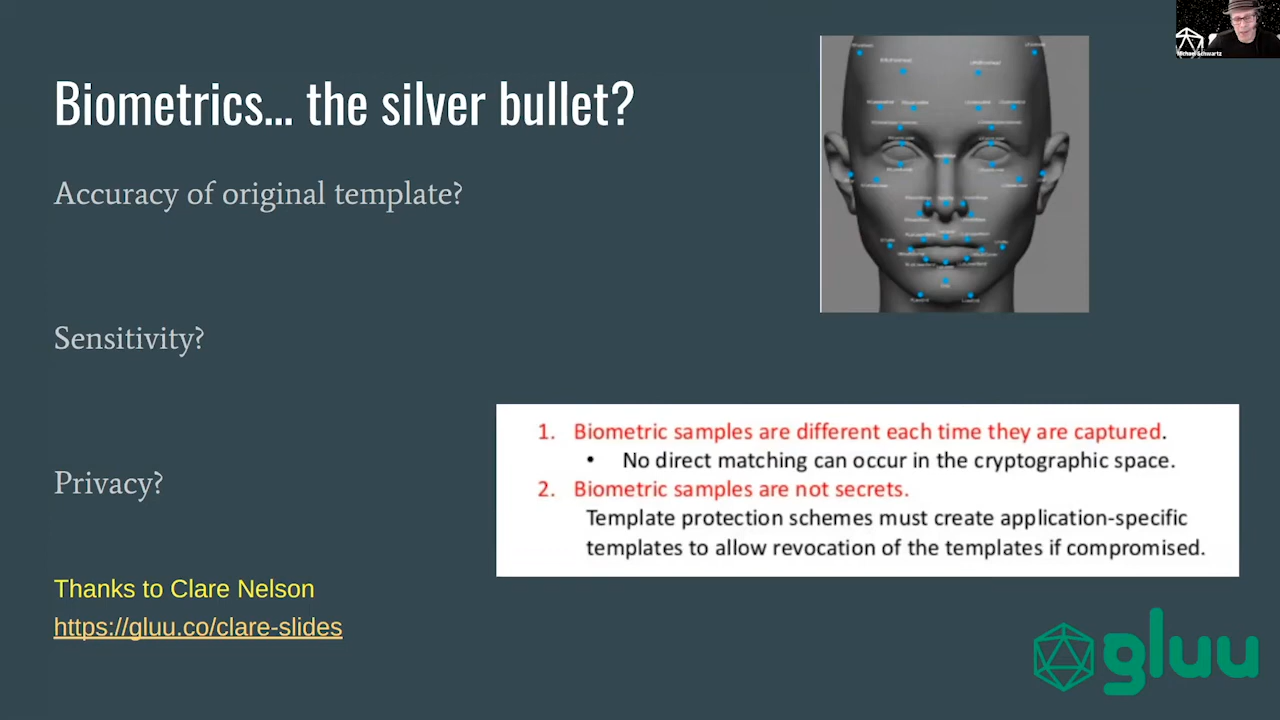 Michael Schwartz
Biometrics... the silver bullet?
Accuracy of original template?
Sensitivity?
1. Biometric samples are different each time they are captured.
• No direct matching can occur in the cryptographic space.
2. Biometric samples are not secrets.
Template protection schemes must create application-specific
templates to allow revocation of the templates if compromised.
Privacy?
Thanks to Clare Nelson
https://gluu.co/clare-slides
gluu